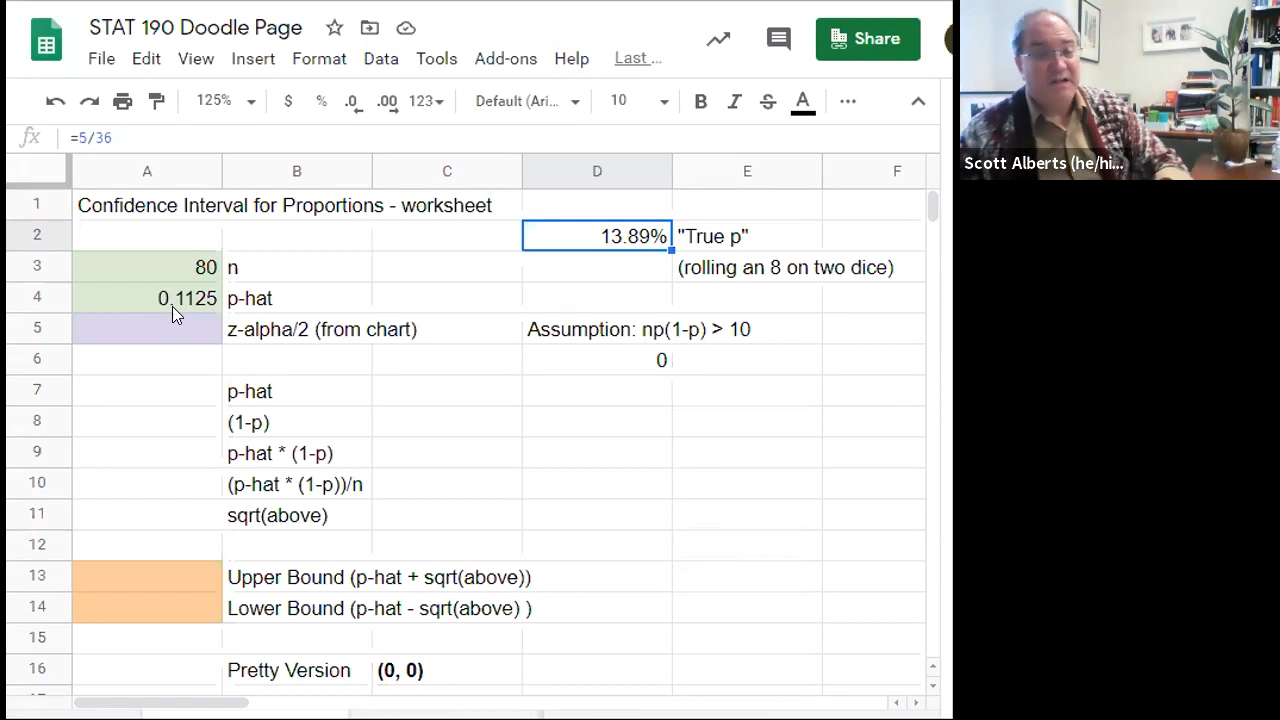 STAT 190 Doodle Page
Share
File Edit View Insert Format Data Tools Add-ons Help Last ...
125% $ % .0 .00 123 Default (Ari... 10 B I S A ...
fx =5/36
A B C D E F
1 Confidence Interval for Proportions - worksheet
2 13.89% "True p"
3 80 n (rolling an 8 on two dice)
4 0.1125 p-hat
5 z-alpha/2 (from chart) Assumption: np(1-p) > 10
6 0
7 p-hat
8 (1-p)
9 p-hat * (1-p)
10 (p-hat * (1-p))/n
11 sqrt(above)
12
13 Upper Bound (p-hat + sqrt(above))
14 Lower Bound (p-hat - sqrt(above) )
15
16 Pretty Version (0, 0)
Scott Alberts (he/hi...